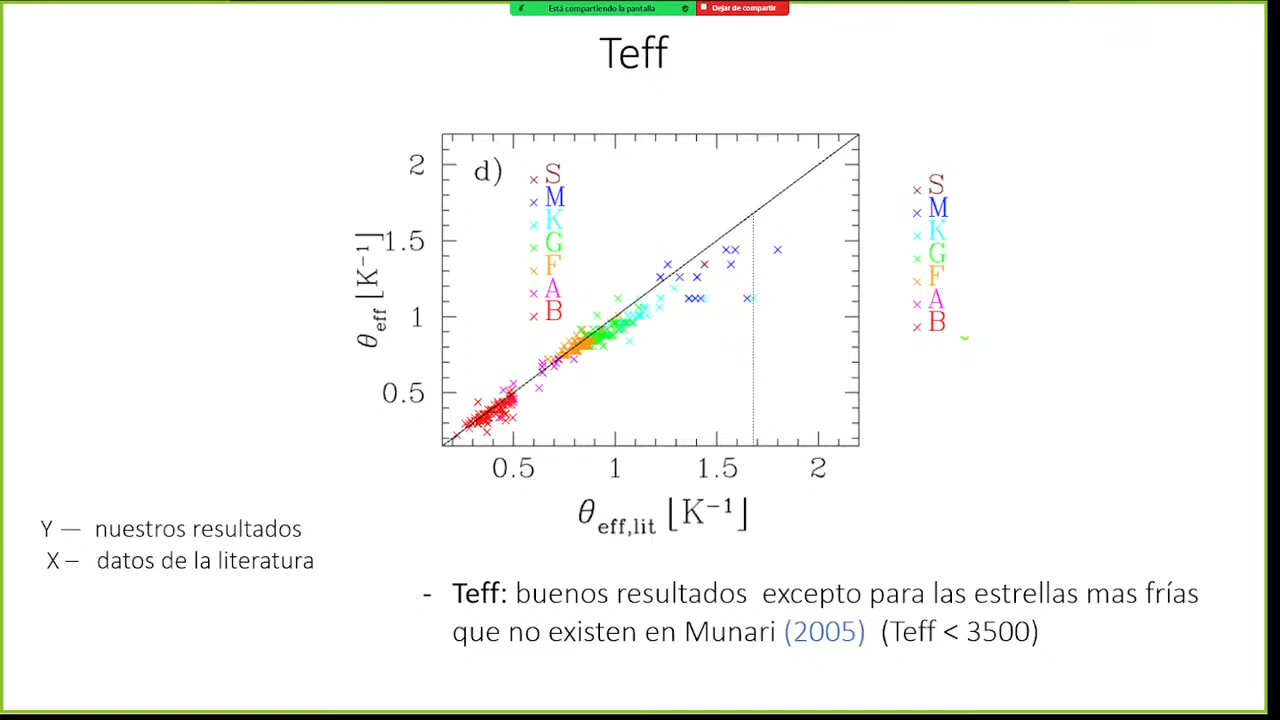 Está compartiendo la pantalla
Dejar de compartir
Teff
d)
S
M
K
G
F
A
B
2
1.5
1
0.5
θeff [K⁻¹]
0.5 1 1.5 2
θeff,lit [K⁻¹]
S
M
K
G
F
A
B
Y — nuestros resultados
X – datos de la literatura
- Teff: buenos resultados excepto para las estrellas mas frías
que no existen en Munari (2005) (Teff < 3500)